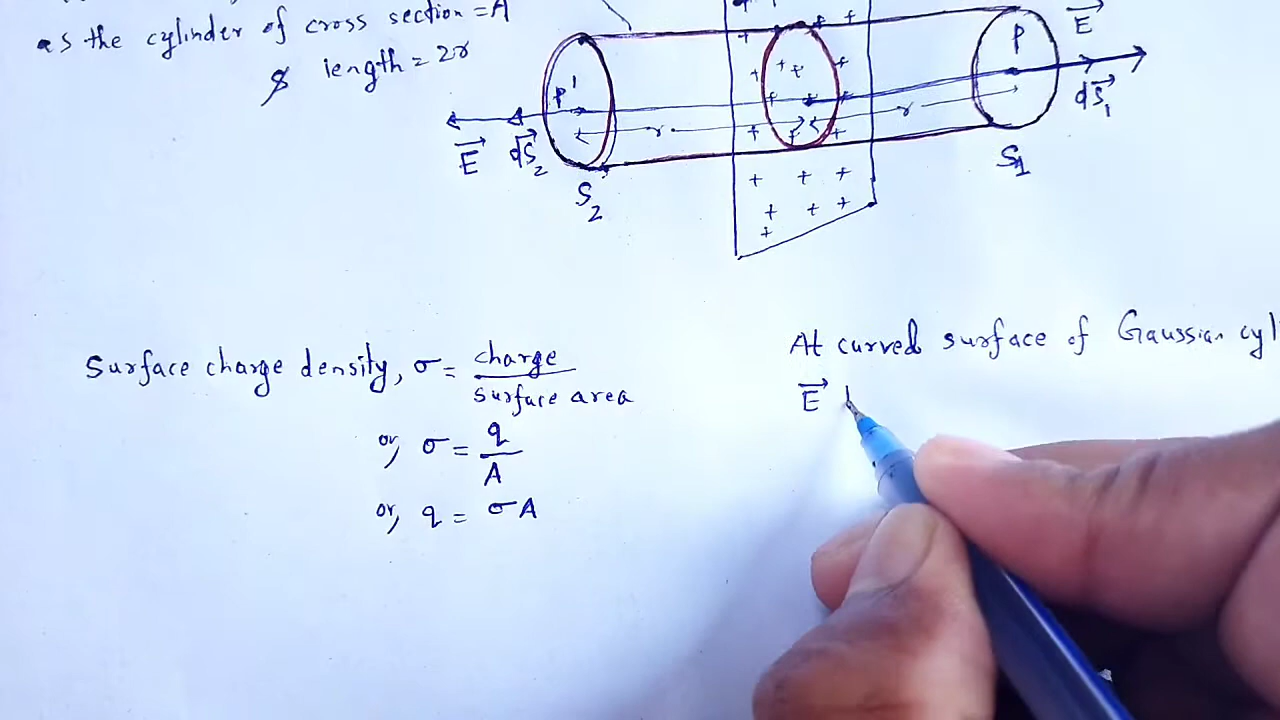 as the cylinder of cross section = A
$ length = 2r
P'
P
E
dS1
r
r
E
dS2
S2
S1
Surface charge density, σ = charge / surface area
or, σ = q / A
or, q = σA
At curved surface of Gaussian cyl
E